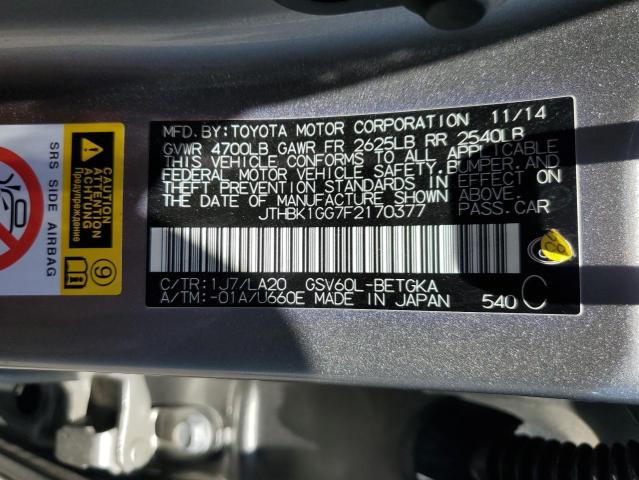 MFD. BY:TOYOTA MOTOR CORPORATION 11/14
GVWR 4700LB GAWR FR 2625LB RR 2540LB
THIS VEHICLE CONFORMS TO ALL APPLICABLE
FEDERAL MOTOR VEHICLE SAFETY,BUMPER,AND
THEFT PREVENTION STANDARDS IN EFFECT ON
THE DATE OF MANUFACTURE SHOWN ABOVE.
JTHBK1GG7F2170377 PASS.CAR
C/TR:1J7/LA20 GSV60L-BETGKA
A/TM:-01A/U660E MADE IN JAPAN 540 C
SRS SIDE AIRBAG
Предупреждение
ACHTUNG
ATTENTION
CAUTION
9